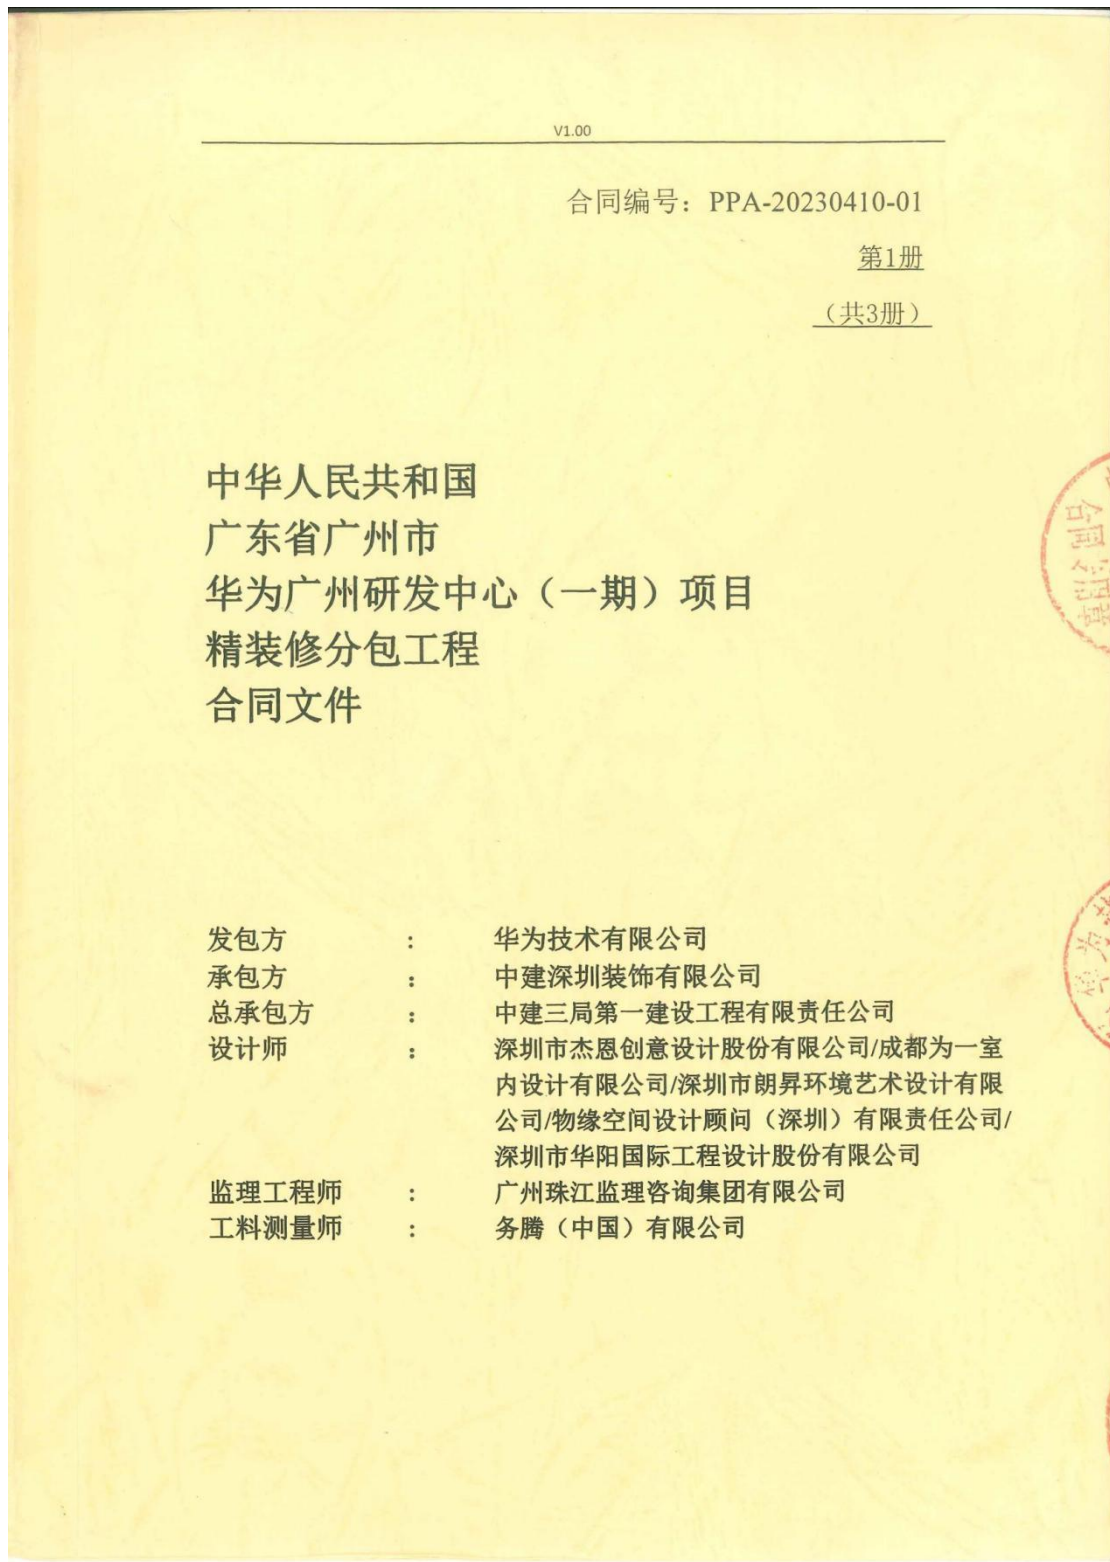 V1.00
合同编号：PPA-20230410-01
第1册
（共3册）
中华人民共和国
广东省广州市
华为广州研发中心（一期）项目
精装修分包工程
合同文件
发包方 ： 华为技术有限公司
承包方 ： 中建深圳装饰有限公司
总承包方 ： 中建三局第一建设工程有限责任公司
设计师 ： 深圳市杰恩创意设计股份有限公司/成都为一室
内设计有限公司/深圳市朗昇环境艺术设计有限
公司/物缘空间设计顾问（深圳）有限责任公司/
深圳市华阳国际工程设计股份有限公司
监理工程师 ： 广州珠江监理咨询集团有限公司
工料测量师 ： 务腾（中国）有限公司